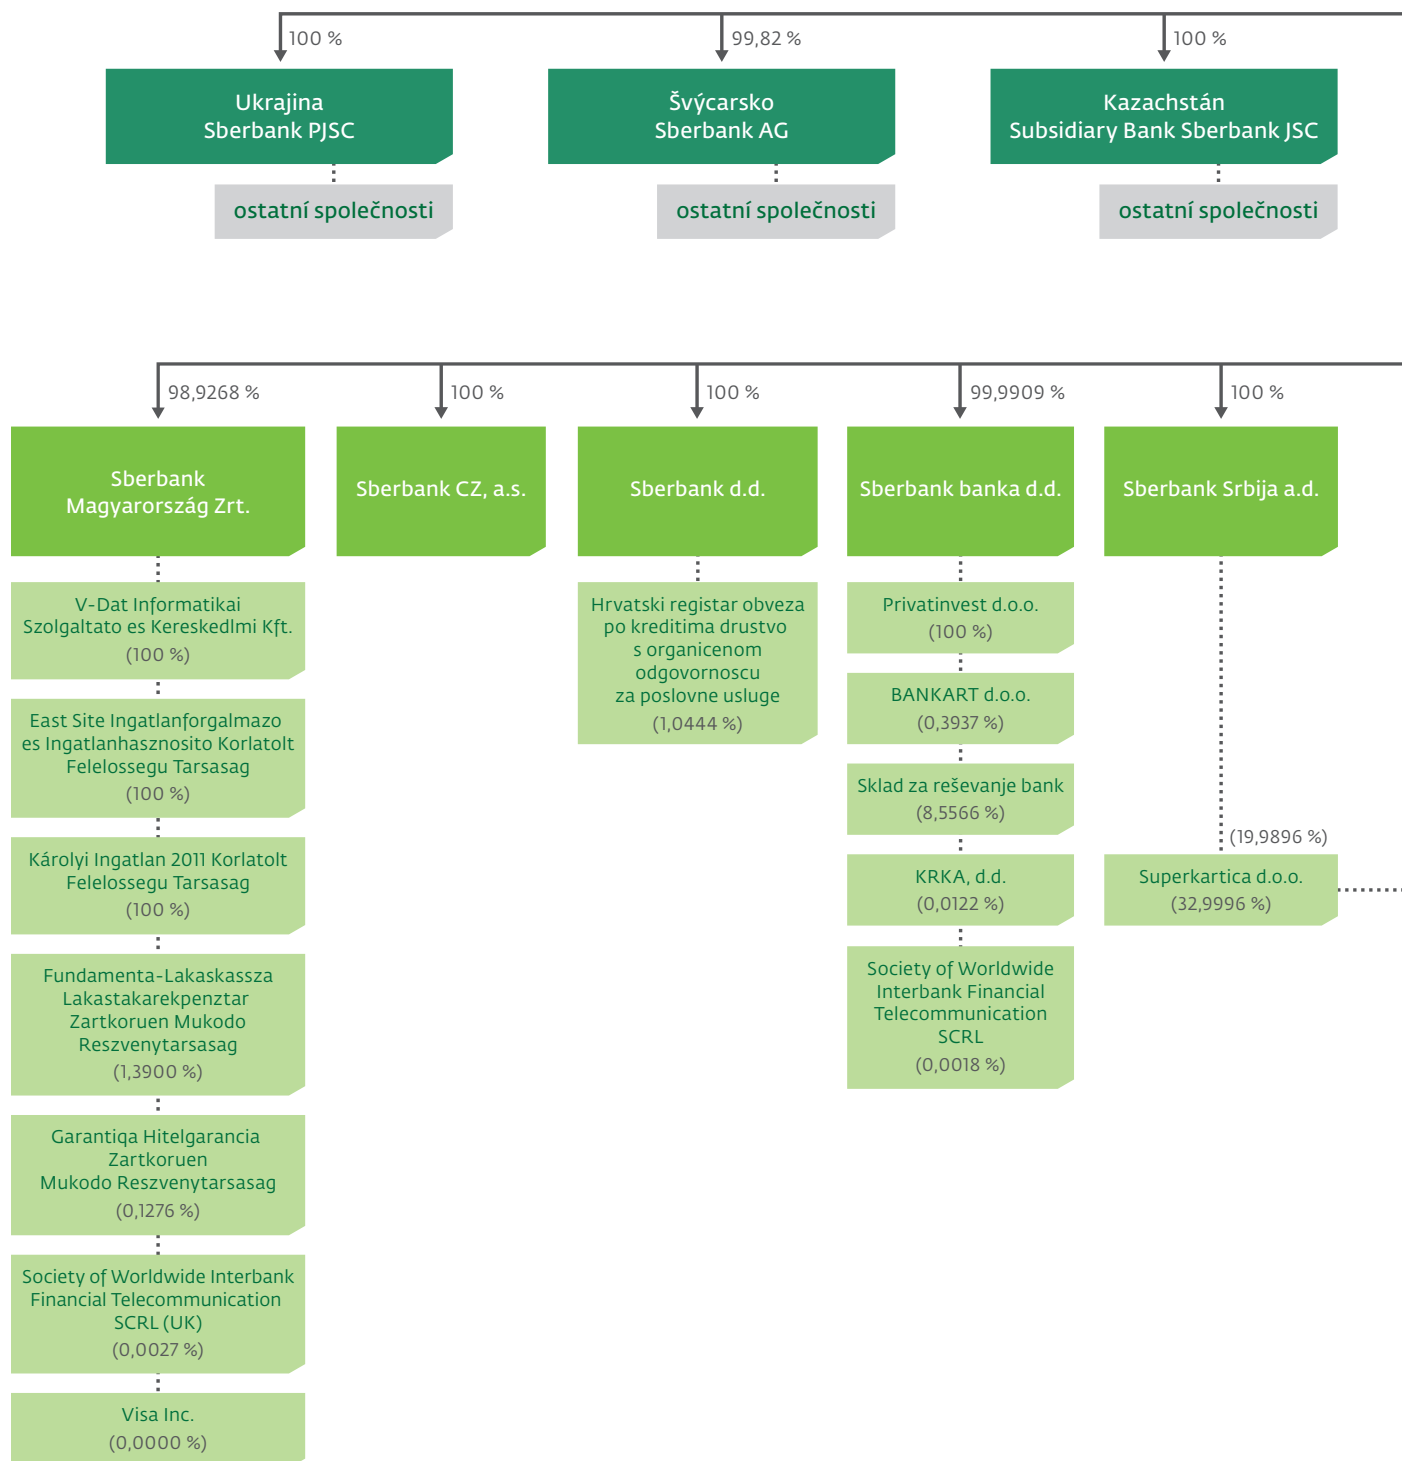 100 %
99,82 %
100 %
Ukrajina
Sberbank PJSC
Švýcarsko
Sberbank AG
Kazachstán
Subsidiary Bank Sberbank JSC
ostatní společnosti
ostatní společnosti
ostatní společnosti
98,9268 %
100 %
100 %
99,9909 %
100 %
Sberbank
Magyarország Zrt.
Sberbank CZ, a.s.
Sberbank d.d.
Sberbank banka d.d.
Sberbank Srbija a.d.
V-Dat Informatikai
Szolgaltato es Kereskedlmi Kft.
(100 %)
East Site Ingatlanforgalmazo
es Ingatlanhasznosito Korlatolt
Felelossegu Tarsasag
(100 %)
Károlyi Ingatlan 2011 Korlatolt
Felelossegu Tarsasag
(100 %)
Fundamenta-Lakaskassza
Lakastakarekpenztar
Zartkoruen Mukodo
Reszvenytarsasag
(1,3900 %)
Garantiqa Hitelgarancia
Zartkoruen
Mukodo Reszvenytarsasag
(0,1276 %)
Society of Worldwide Interbank
Financial Telecommunication
SCRL (UK)
(0,0027 %)
Visa Inc.
(0,0000 %)
Hrvatski registar obveza
po kreditima drustvo
s organicenom
odgovornoscu
za poslovne usluge
(1,0444 %)
Privatinvest d.o.o.
(100 %)
BANKART d.o.o.
(0,3937 %)
Sklad za reševanje bank
(8,5566 %)
KRKA, d.d.
(0,0122 %)
Society of Worldwide
Interbank Financial
Telecommunication
SCRL
(0,0018 %)
(19,9896 %)
Superkartica d.o.o.
(32,9996 %)